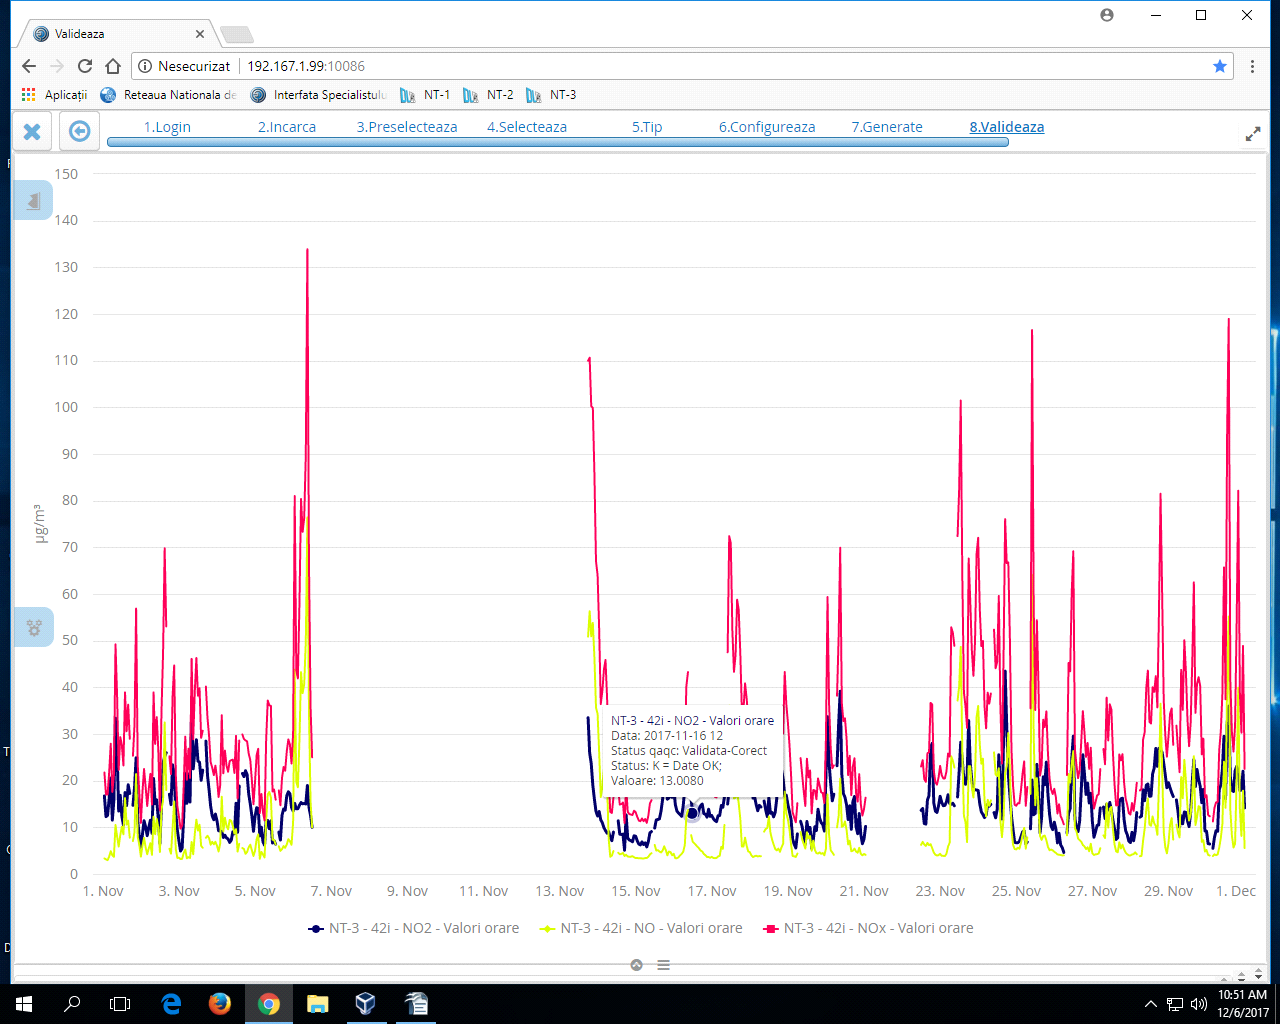 Valideaza
Nesecurizat 192.167.1.99:10086
Aplicații Reteaua Nationala de Interfata Specialistulu NT-1 NT-2 NT-3
1.Login 2.Incarca 3.Preselecteaza 4.Selecteaza 5.Tip 6.Configureaza 7.Generate 8.Valideaza
150
140
130
120
110
100
90
80
70
60
50
40
30
20
10
0
µg/m³
NT-3 - 42i - NO2 - Valori orare
Data: 2017-11-16 12
Status qaqc: Validata-Corect
Status: K = Date OK;
Valoare: 13.0080
1. Nov 3. Nov 5. Nov 7. Nov 9. Nov 11. Nov 13. Nov 15. Nov 17. Nov 19. Nov 21. Nov 23. Nov 25. Nov 27. Nov 29. Nov 1. Dec
NT-3 - 42i - NO2 - Valori orare NT-3 - 42i - NO - Valori orare NT-3 - 42i - NOx - Valori orare
10:51 AM
12/6/2017